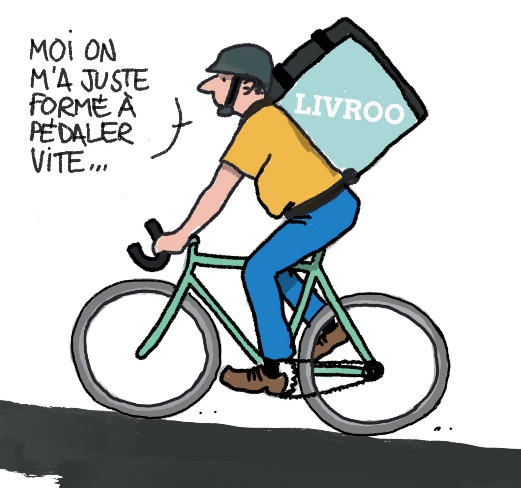 MOI ON
M'A JUSTE
FORMÉ À
PÉDALER
VITE...
LIVROO